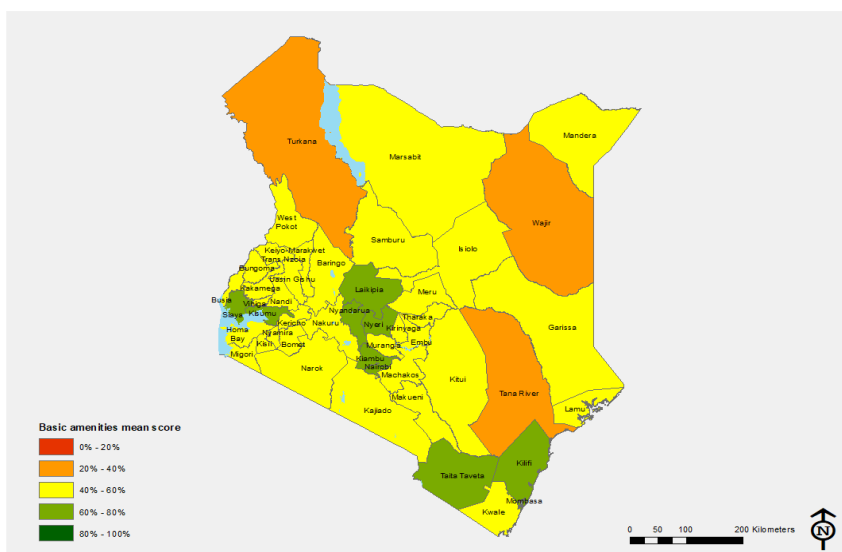 Turkana
Marsabit
Mandera
Wajir
West
Pokot
Samburu
Isiolo
Keiyo-Marakwet
Trans Nzoia
Baringo
Bungoma
Uasin Gishu
Kakamega
Laikipia
Meru
Busia
Vihiga
Nandi
Siaya
Kisumu
Nyandarua
Tharaka
Garissa
Kericho
Nakuru
Nyeri
Kirinyaga
Homa
Bay
Nyamira
Embu
Kisii
Bomet
Murang'a
Migori
Kiambu
Nairobi
Narok
Machakos
Kitui
Tana River
Makueni
Kajiado
Lamu
Kilifi
Taita Taveta
Mombasa
Kwale
Basic amenities mean score
0% - 20%
20% - 40%
40% - 60%
60% - 80%
80% - 100%
0 50 100 200 Kilometers
N